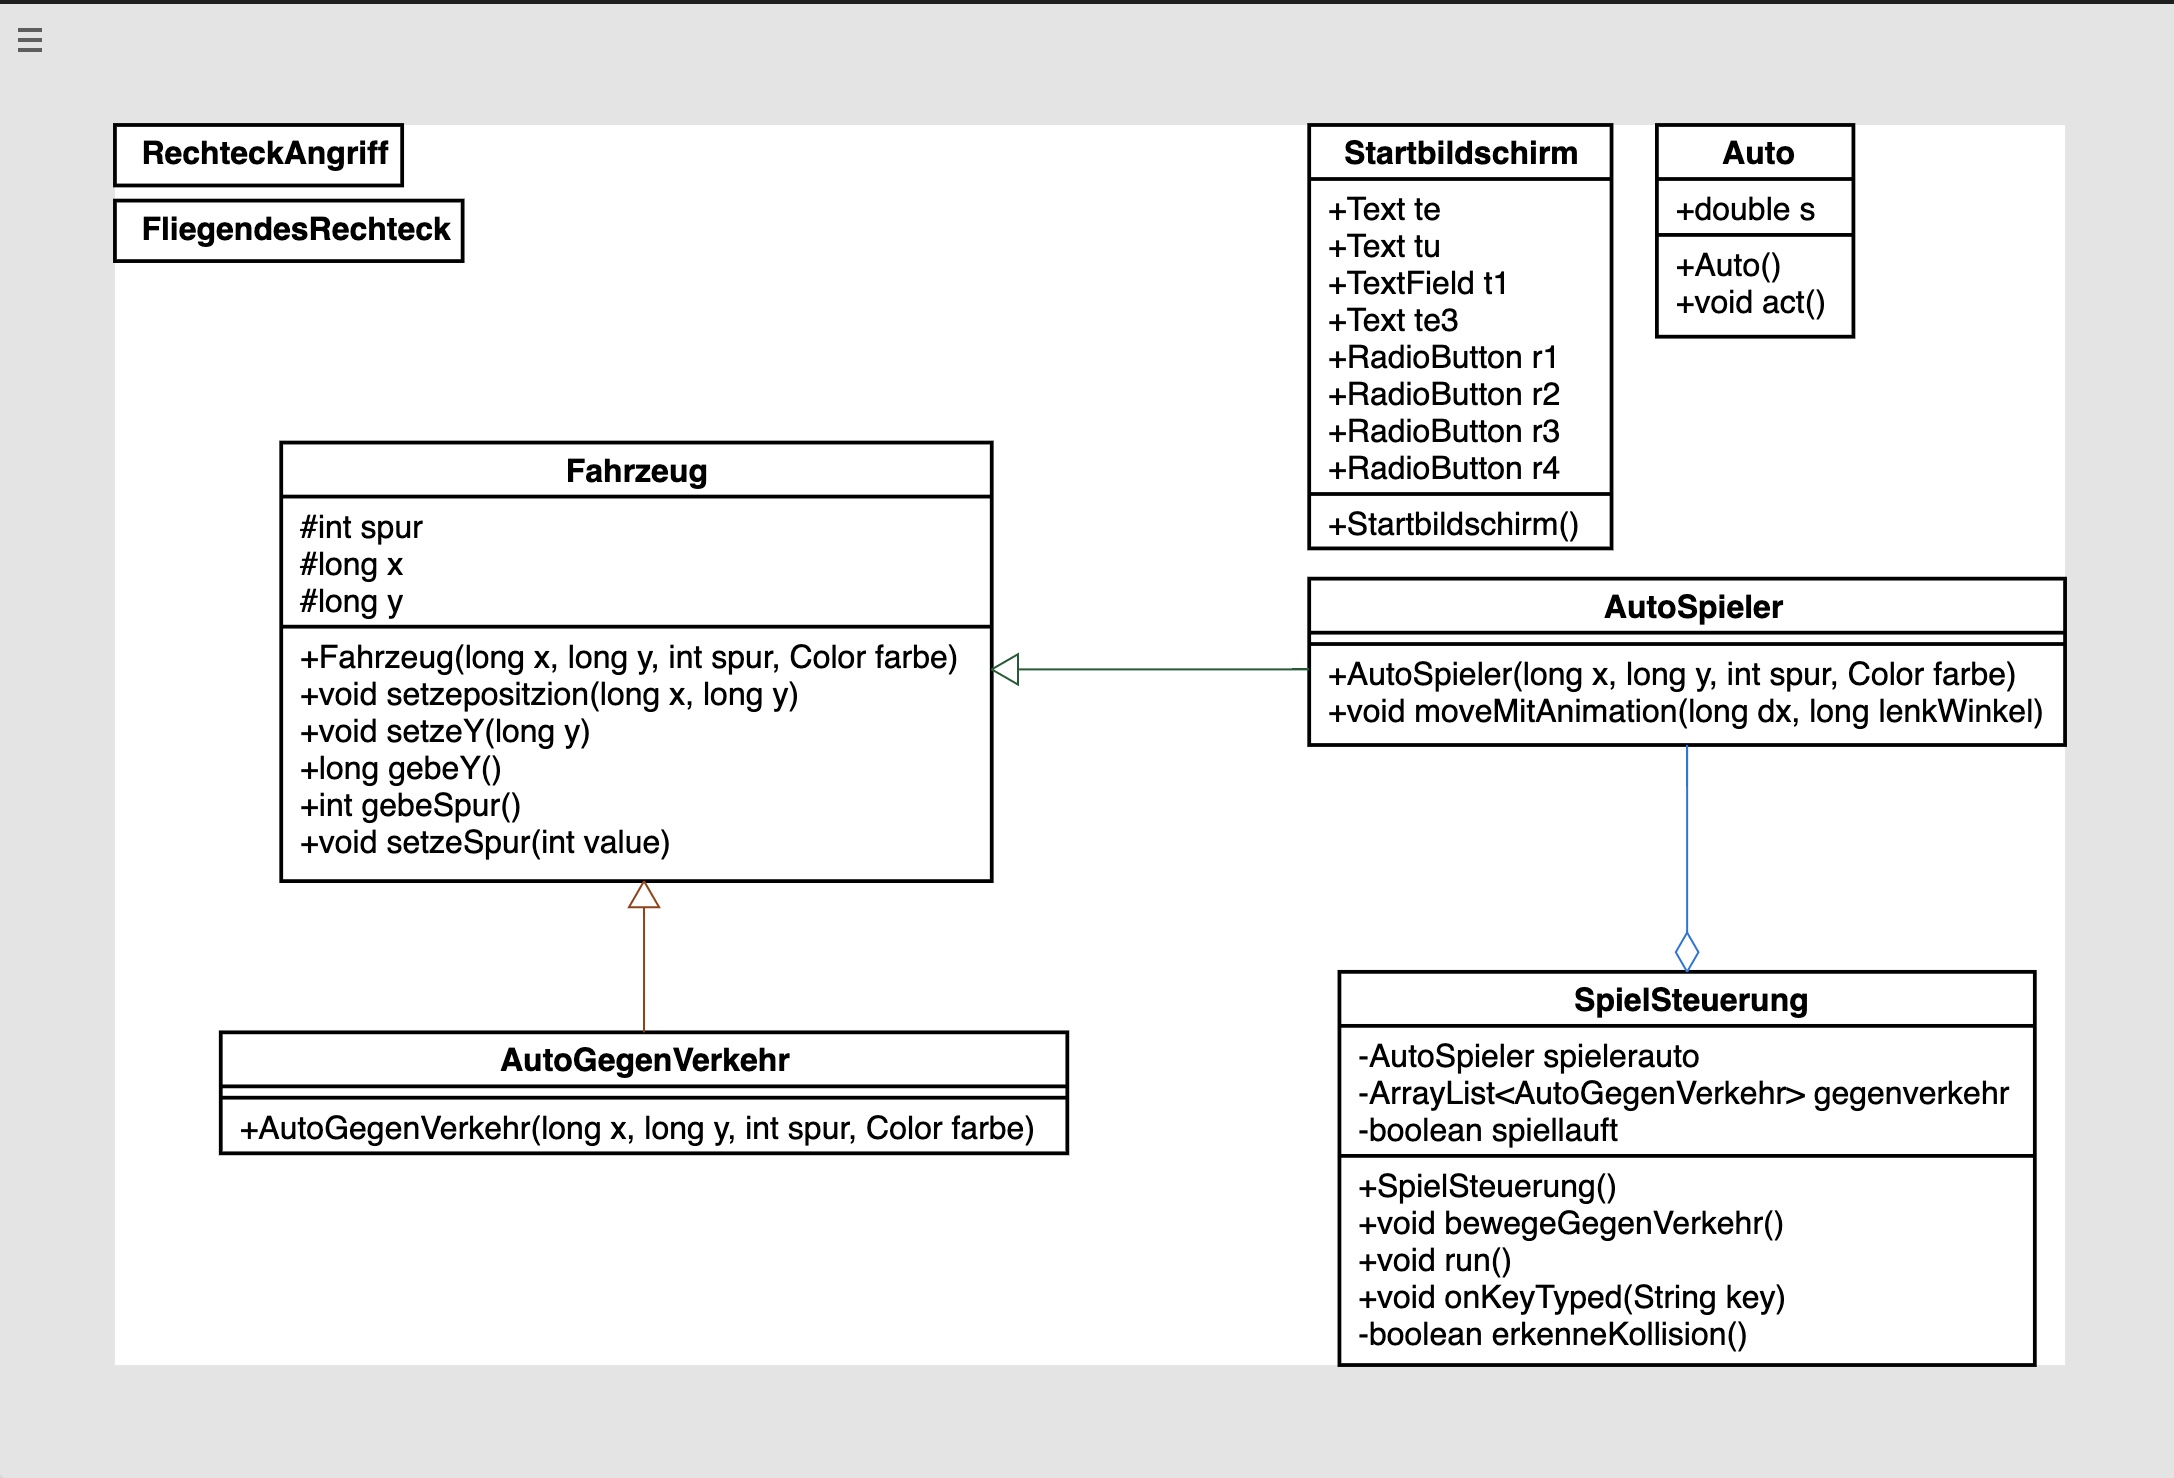 RechteckAngriff
FliegendesRechteck
Startbildschirm
+Text te
+Text tu
+TextField t1
+Text te3
+RadioButton r1
+RadioButton r2
+RadioButton r3
+RadioButton r4
+Startbildschirm()
Auto
+double s
+Auto()
+void act()
Fahrzeug
#int spur
#long x
#long y
+Fahrzeug(long x, long y, int spur, Color farbe)
+void setzepositzion(long x, long y)
+void setzeY(long y)
+long gebeY()
+int gebeSpur()
+void setzeSpur(int value)
AutoSpieler
+AutoSpieler(long x, long y, int spur, Color farbe)
+void moveMitAnimation(long dx, long lenkWinkel)
AutoGegenVerkehr
+AutoGegenVerkehr(long x, long y, int spur, Color farbe)
SpielSteuerung
-AutoSpieler spielerauto
-ArrayList<AutoGegenVerkehr> gegenverkehr
-boolean spiellauft
+SpielSteuerung()
+void bewegeGegenVerkehr()
+void run()
+void onKeyTyped(String key)
-boolean erkenneKollision()